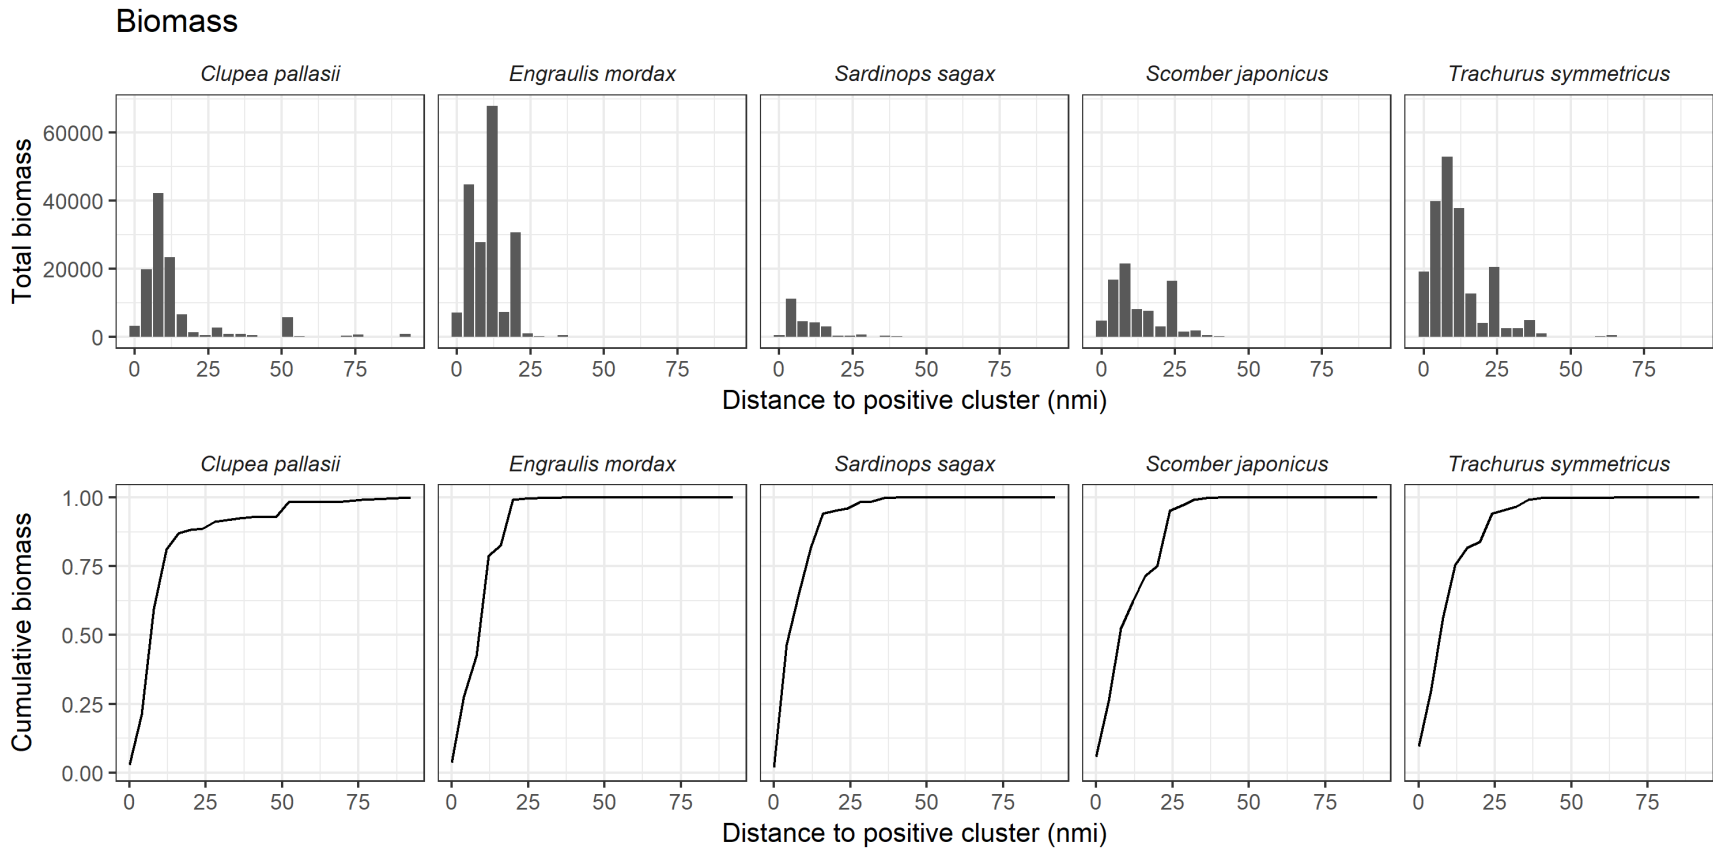 Biomass
Clupea pallasii Engraulis mordax Sardinops sagax Scomber japonicus Trachurus symmetricus
Total biomass
60000
40000
20000
0
0 25 50 75 0 25 50 75 0 25 50 75 0 25 50 75 0 25 50 75
Distance to positive cluster (nmi)
Clupea pallasii Engraulis mordax Sardinops sagax Scomber japonicus Trachurus symmetricus
Cumulative biomass
1.00
0.75
0.50
0.25
0.00
0 25 50 75 0 25 50 75 0 25 50 75 0 25 50 75 0 25 50 75
Distance to positive cluster (nmi)